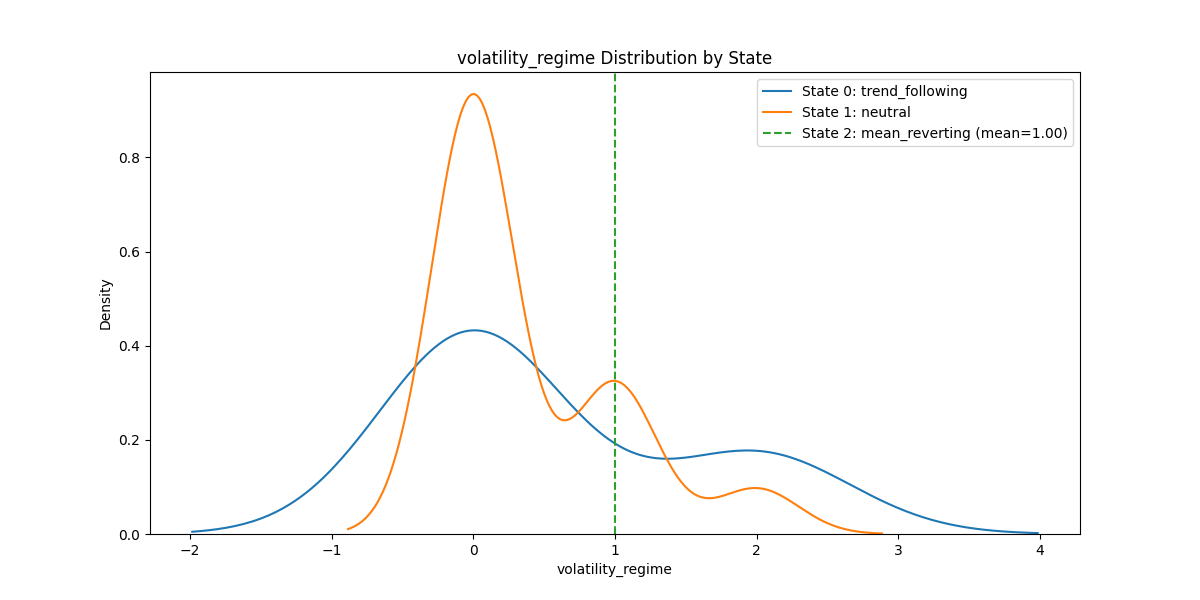 volatility_regime Distribution by State
State 0: trend_following
State 1: neutral
State 2: mean_reverting (mean=1.00)
Density
0.8
0.6
0.4
0.2
0.0
−2 −1 0 1 2 3 4
volatility_regime